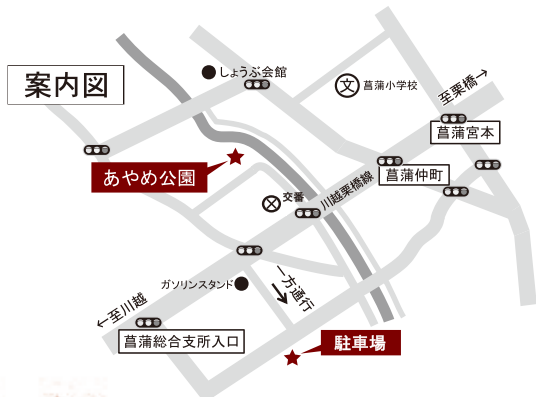 案内図
しょうぶ会館
文
菖蒲小学校
至栗橋→
菖蒲宮本
あやめ公園
菖蒲仲町
交番
川越栗橋線
ガソリンスタンド
一方通行
←至川越
菖蒲総合支所入口
駐車場